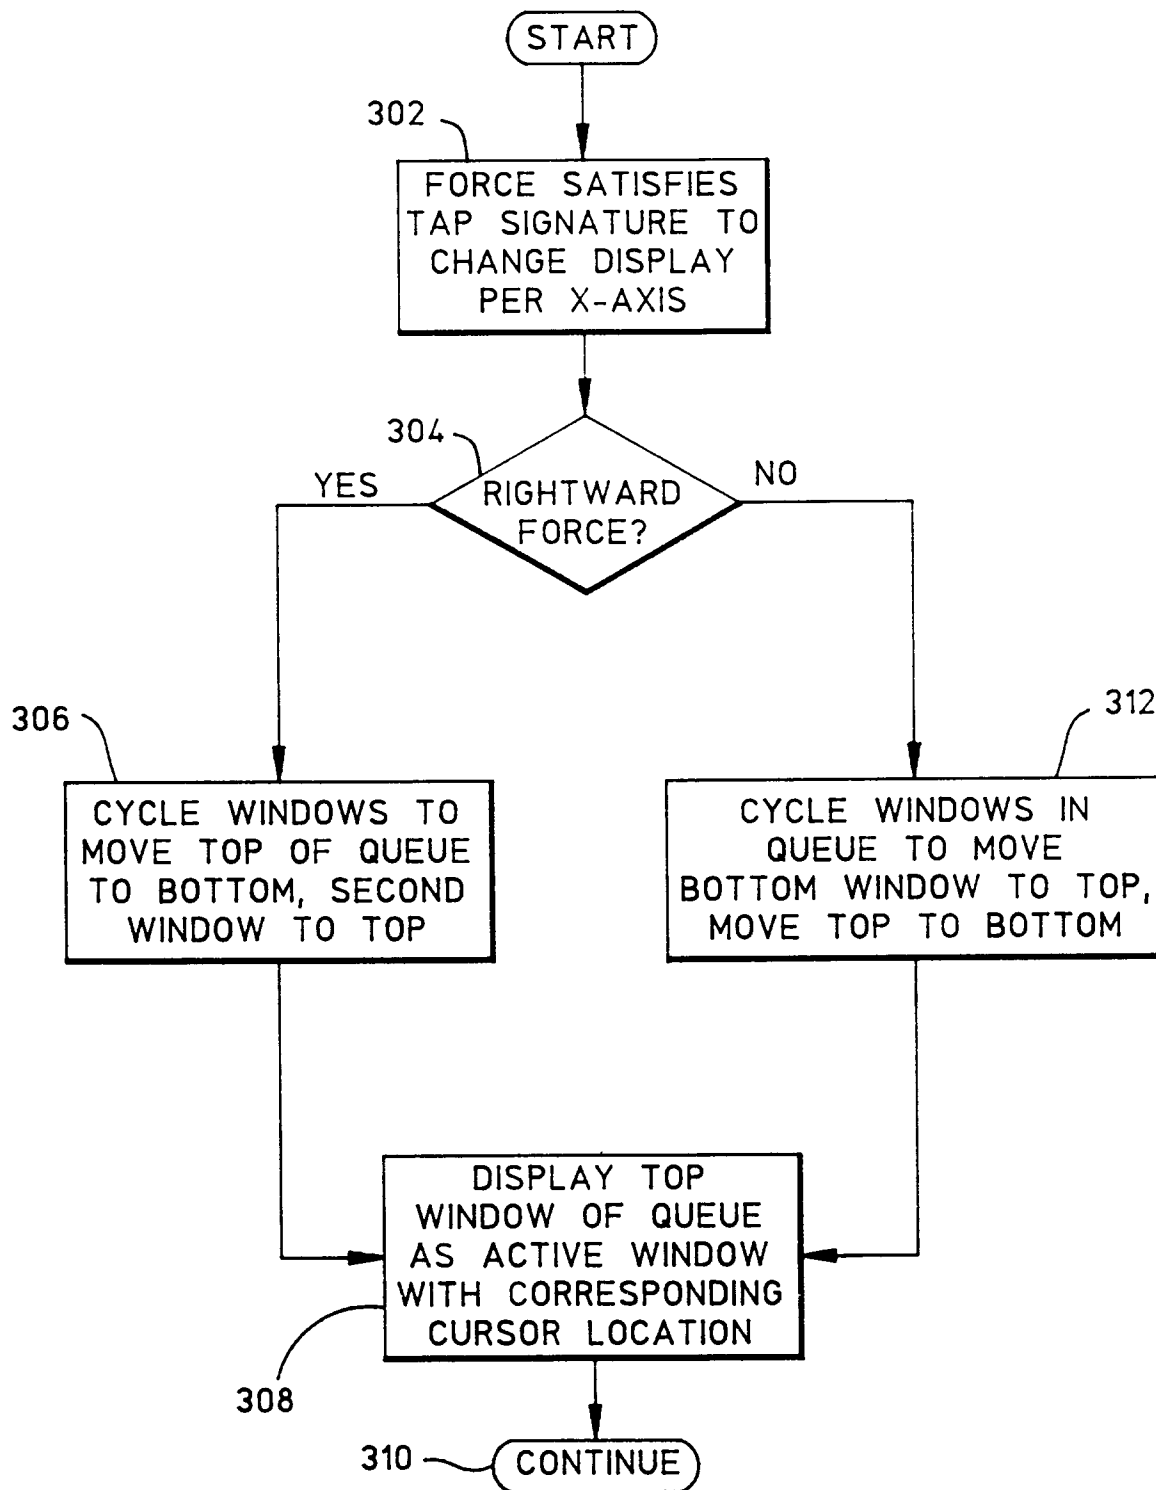 START
302
FORCE SATISFIES
TAP SIGNATURE TO
CHANGE DISPLAY
PER X-AXIS
304
RIGHTWARD
FORCE?
YES
NO
306
CYCLE WINDOWS TO
MOVE TOP OF QUEUE
TO BOTTOM, SECOND
WINDOW TO TOP
312
CYCLE WINDOWS IN
QUEUE TO MOVE
BOTTOM WINDOW TO TOP,
MOVE TOP TO BOTTOM
DISPLAY TOP
WINDOW OF QUEUE
AS ACTIVE WINDOW
WITH CORRESPONDING
CURSOR LOCATION
308
310
CONTINUE